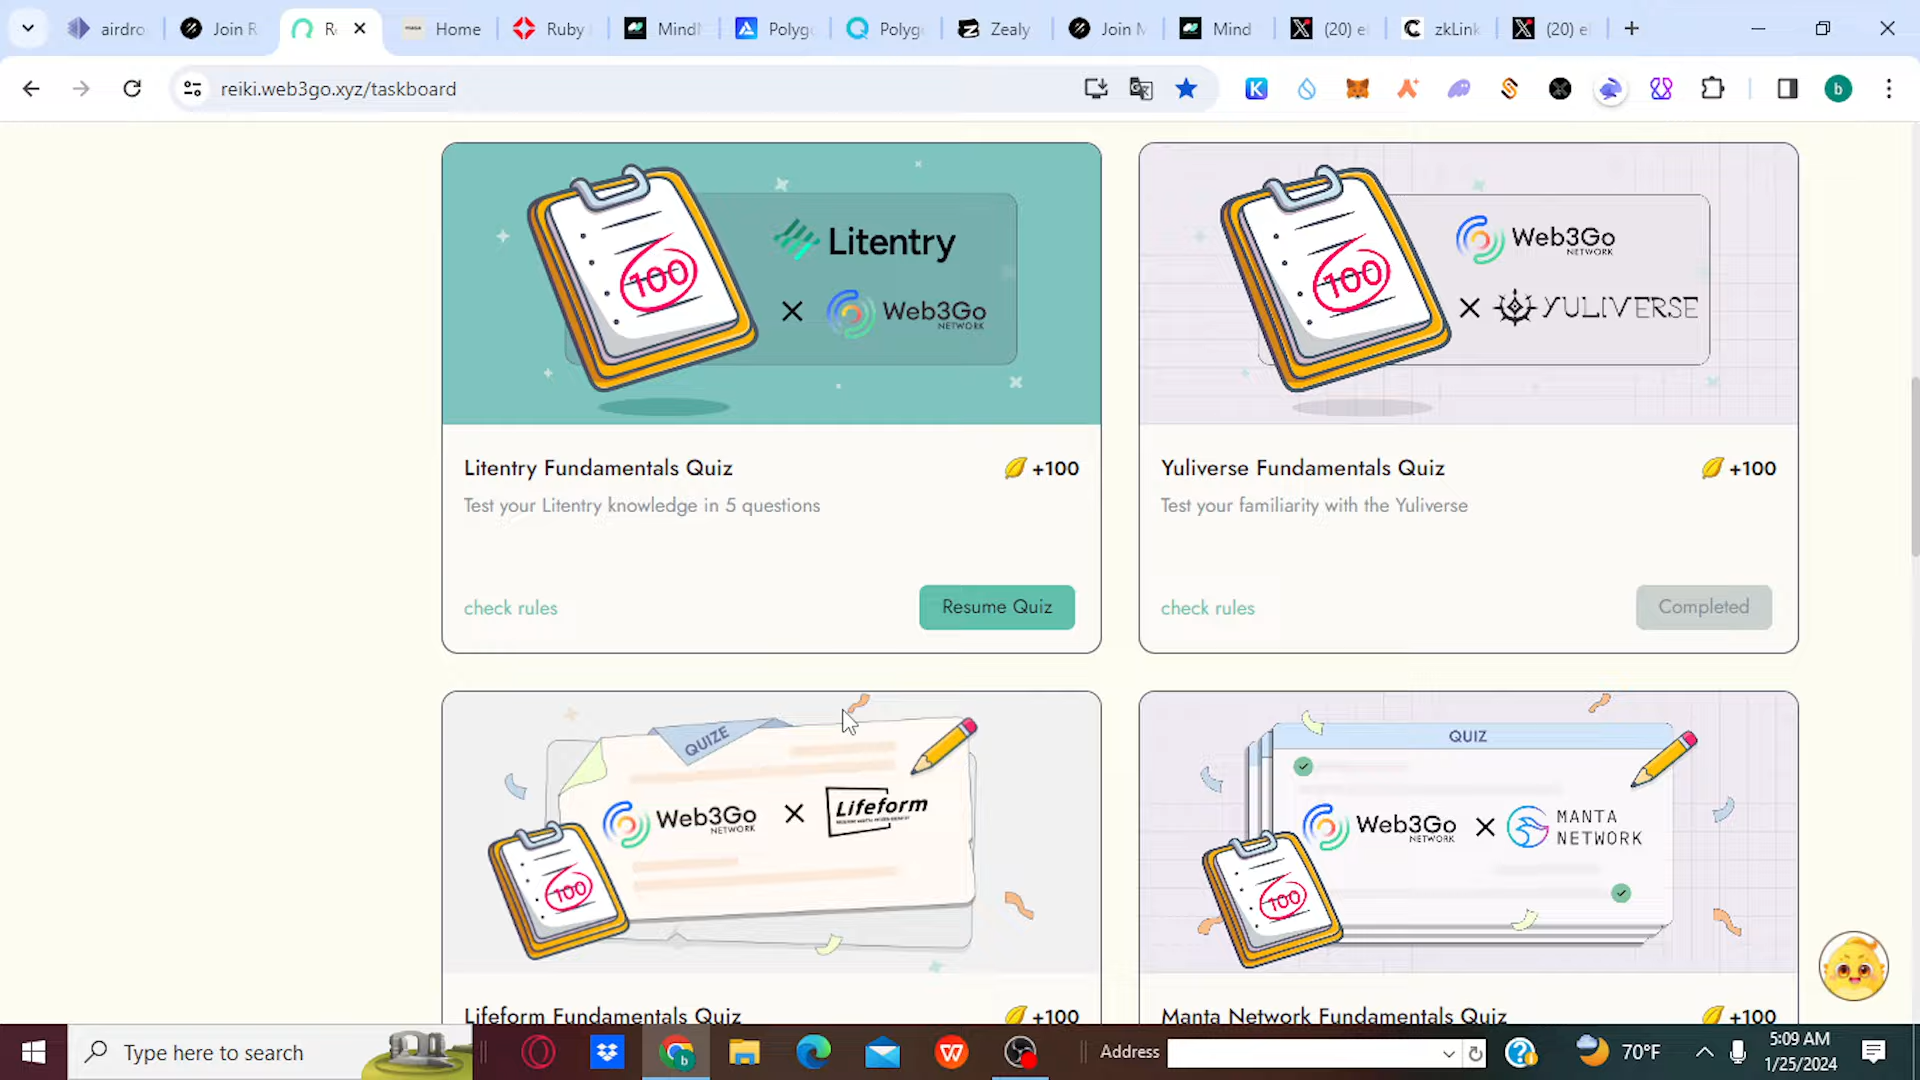 airdro
Join R
R
Home
Ruby
Mind
Polygo
Polyg
Zealy
Join M
Mind
(20) e
zkLink
(20) e
reiki.web3go.xyz/taskboard
b
100
Litentry
Web3Go
NETWORK
100
Web3Go
NETWORK
YULIVERSE
Litentry Fundamentals Quiz
+100
Test your Litentry knowledge in 5 questions
check rules
Resume Quiz
Yuliverse Fundamentals Quiz
+100
Test your familiarity with the Yuliverse
check rules
Completed
QUIZE
Web3Go
NETWORK
Lifeform
100
QUIZ
Web3Go
NETWORK
MANTA
NETWORK
100
Lifeform Fundamentals Quiz
+100
Manta Network Fundamentals Quiz
+100
Type here to search
Address
70°F
5:09 AM
1/25/2024